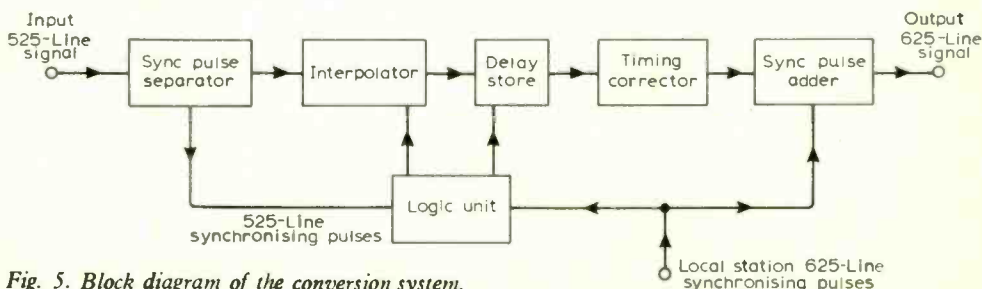 Input
525-Line
signal
Sync pulse
separator
Interpolator
Delay
store
Timing
corrector
Sync pulse
adder
Output
625-Line
signal
Logic unit
525-Line
synchronising pulses
Local station 625-Line
synchronising pulses
Fig. 5. Block diagram of the conversion system.